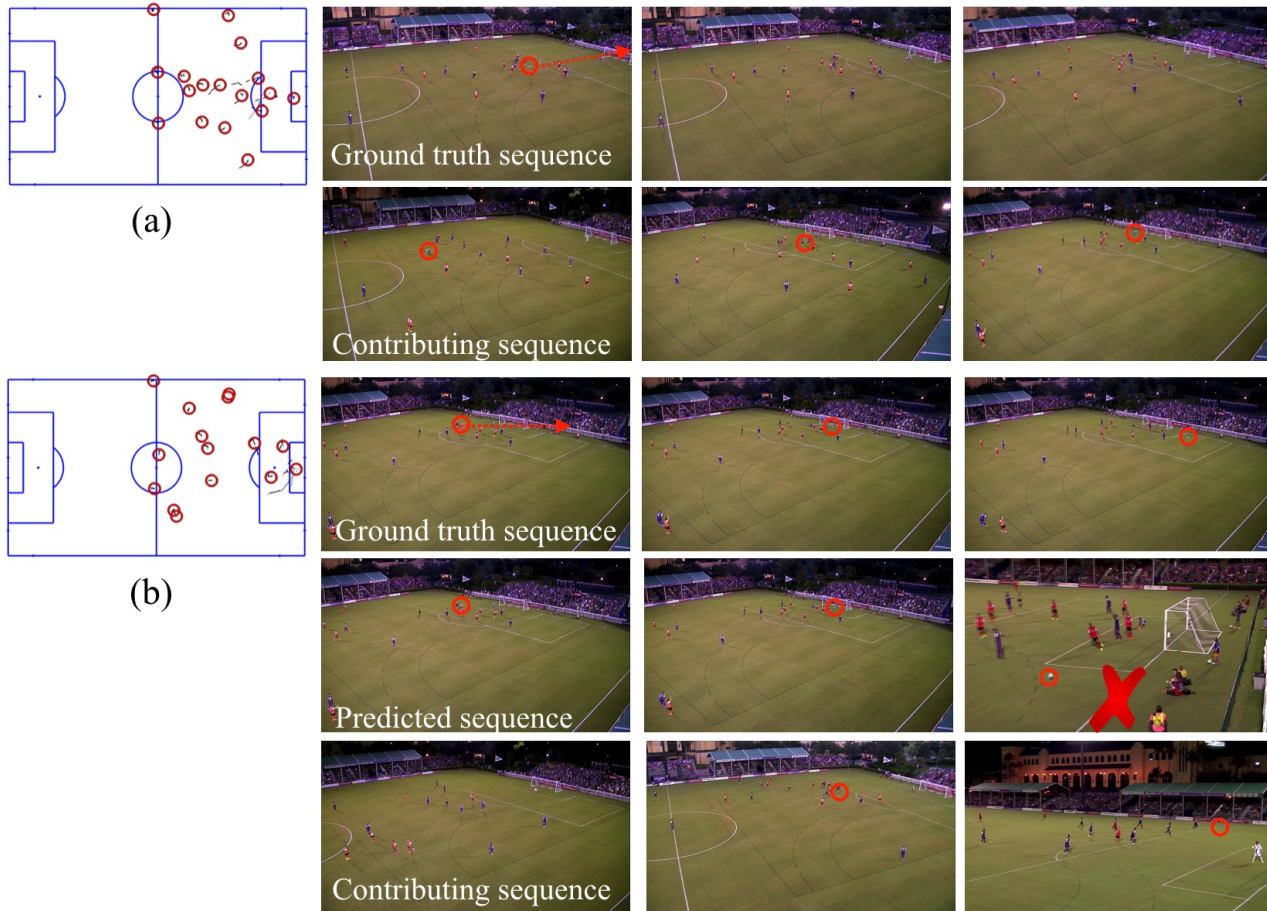 Ground truth sequence
(a)
Contributing sequence
Ground truth sequence
(b)
Predicted sequence
Contributing sequence